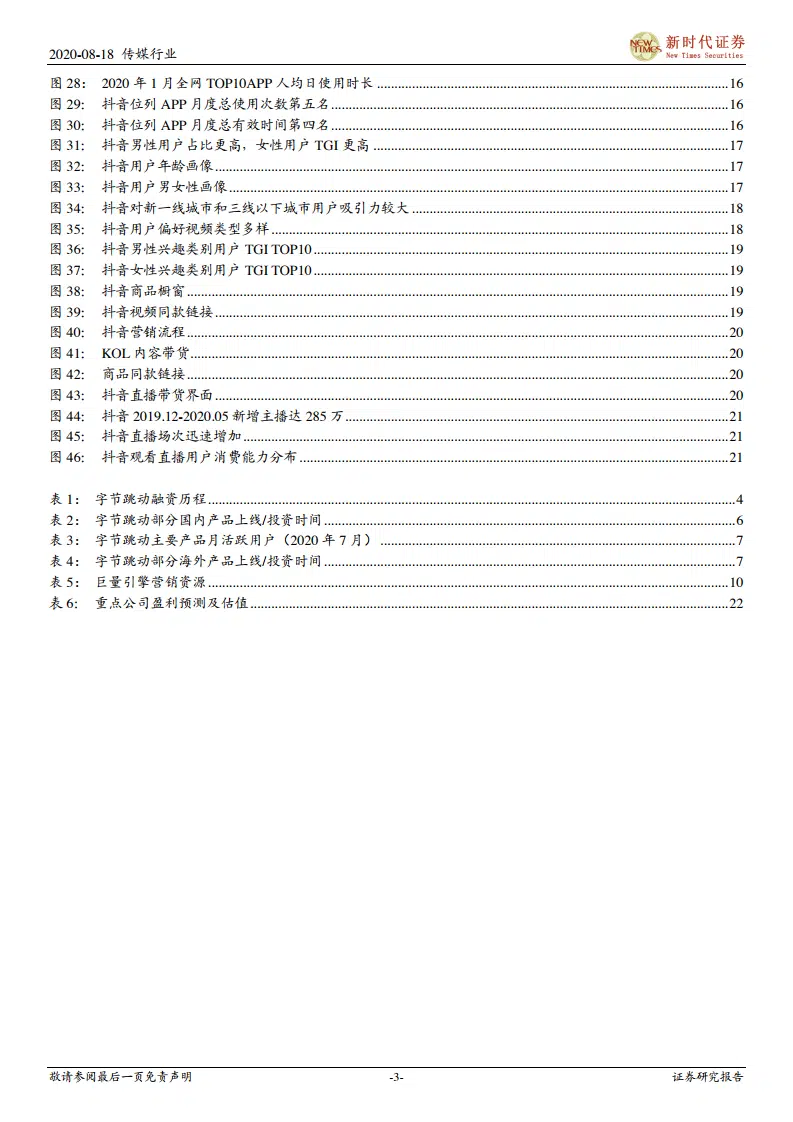 2020-08-18 传媒行业
NEW TIMES
新时代证券
New Times Securities
图 28： 2020 年 1 月全网 TOP10APP 人均日使用时长 ........ 16
图 29： 抖音位列 APP 月度总使用次数第五名 ........ 16
图 30： 抖音位列 APP 月度总有效时间第四名 ........ 16
图 31： 抖音男性用户占比更高，女性用户 TGI 更高 ........ 17
图 32： 抖音用户年龄画像 ........ 17
图 33： 抖音用户男女性画像 ........ 17
图 34： 抖音对新一线城市和三线以下城市用户吸引力较大 ........ 18
图 35： 抖音用户偏好视频类型多样 ........ 18
图 36： 抖音男性兴趣类别用户 TGI TOP10 ........ 19
图 37： 抖音女性兴趣类别用户 TGI TOP10 ........ 19
图 38： 抖音商品橱窗 ........ 19
图 39： 抖音视频同款链接 ........ 19
图 40： 抖音营销流程 ........ 20
图 41： KOL 内容带货 ........ 20
图 42： 商品同款链接 ........ 20
图 43： 抖音直播带货界面 ........ 20
图 44： 抖音 2019.12-2020.05 新增主播达 285 万 ........ 21
图 45： 抖音直播场次迅速增加 ........ 21
图 46： 抖音观看直播用户消费能力分布 ........ 21
表 1： 字节跳动融资历程 ........ 4
表 2： 字节跳动部分国内产品上线/投资时间 ........ 6
表 3： 字节跳动主要产品月活跃用户（2020 年 7 月） ........ 7
表 4： 字节跳动部分海外产品上线/投资时间 ........ 7
表 5： 巨量引擎营销资源 ........ 10
表 6： 重点公司盈利预测及估值 ........ 22
敬请参阅最后一页免责声明
-3-
证券研究报告